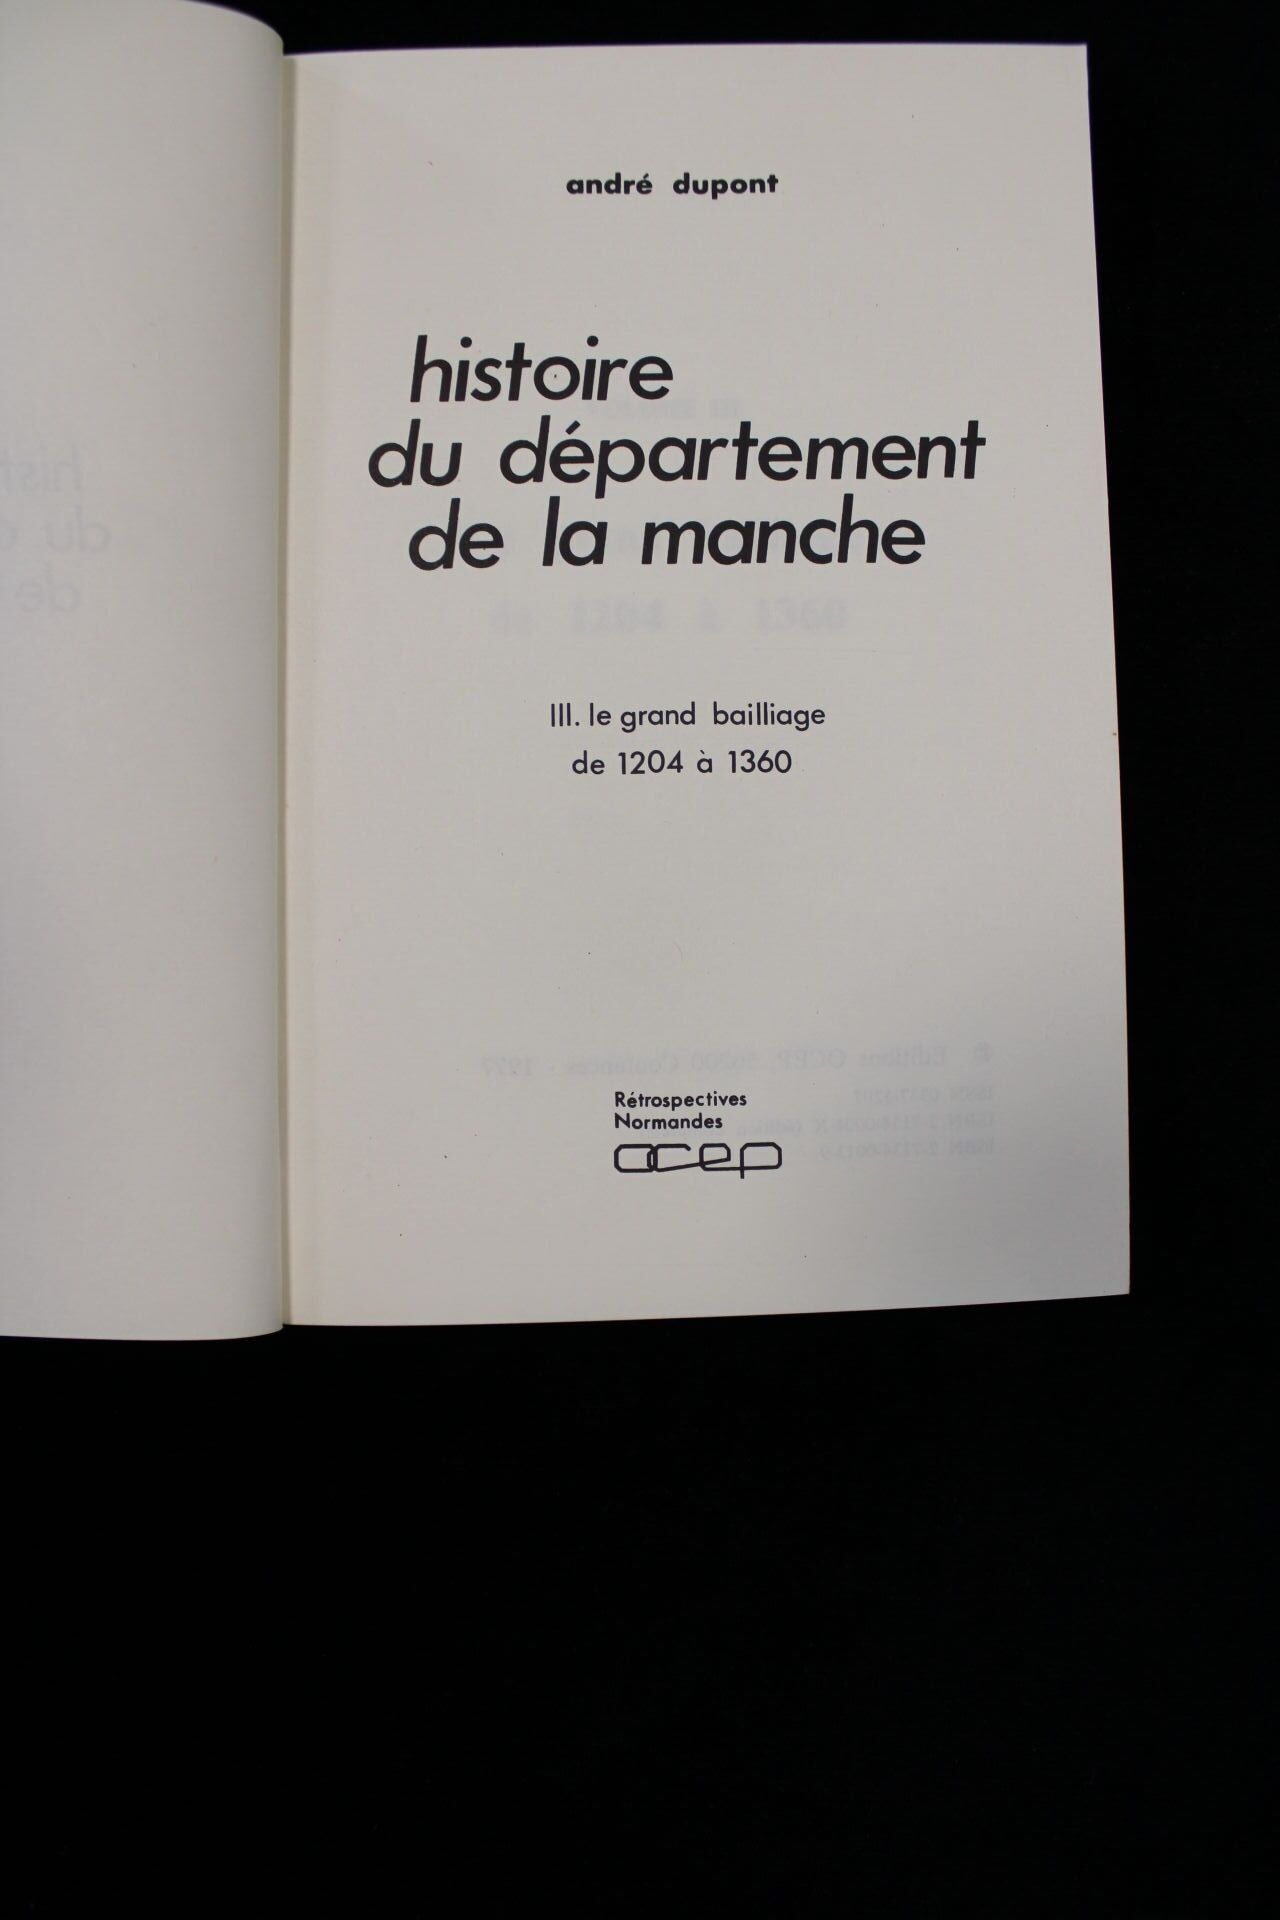 andré dupont
histoire
du département
de la manche
III. le grand bailliage
de 1204 à 1360
Rétrospectives
Normandes
ocep